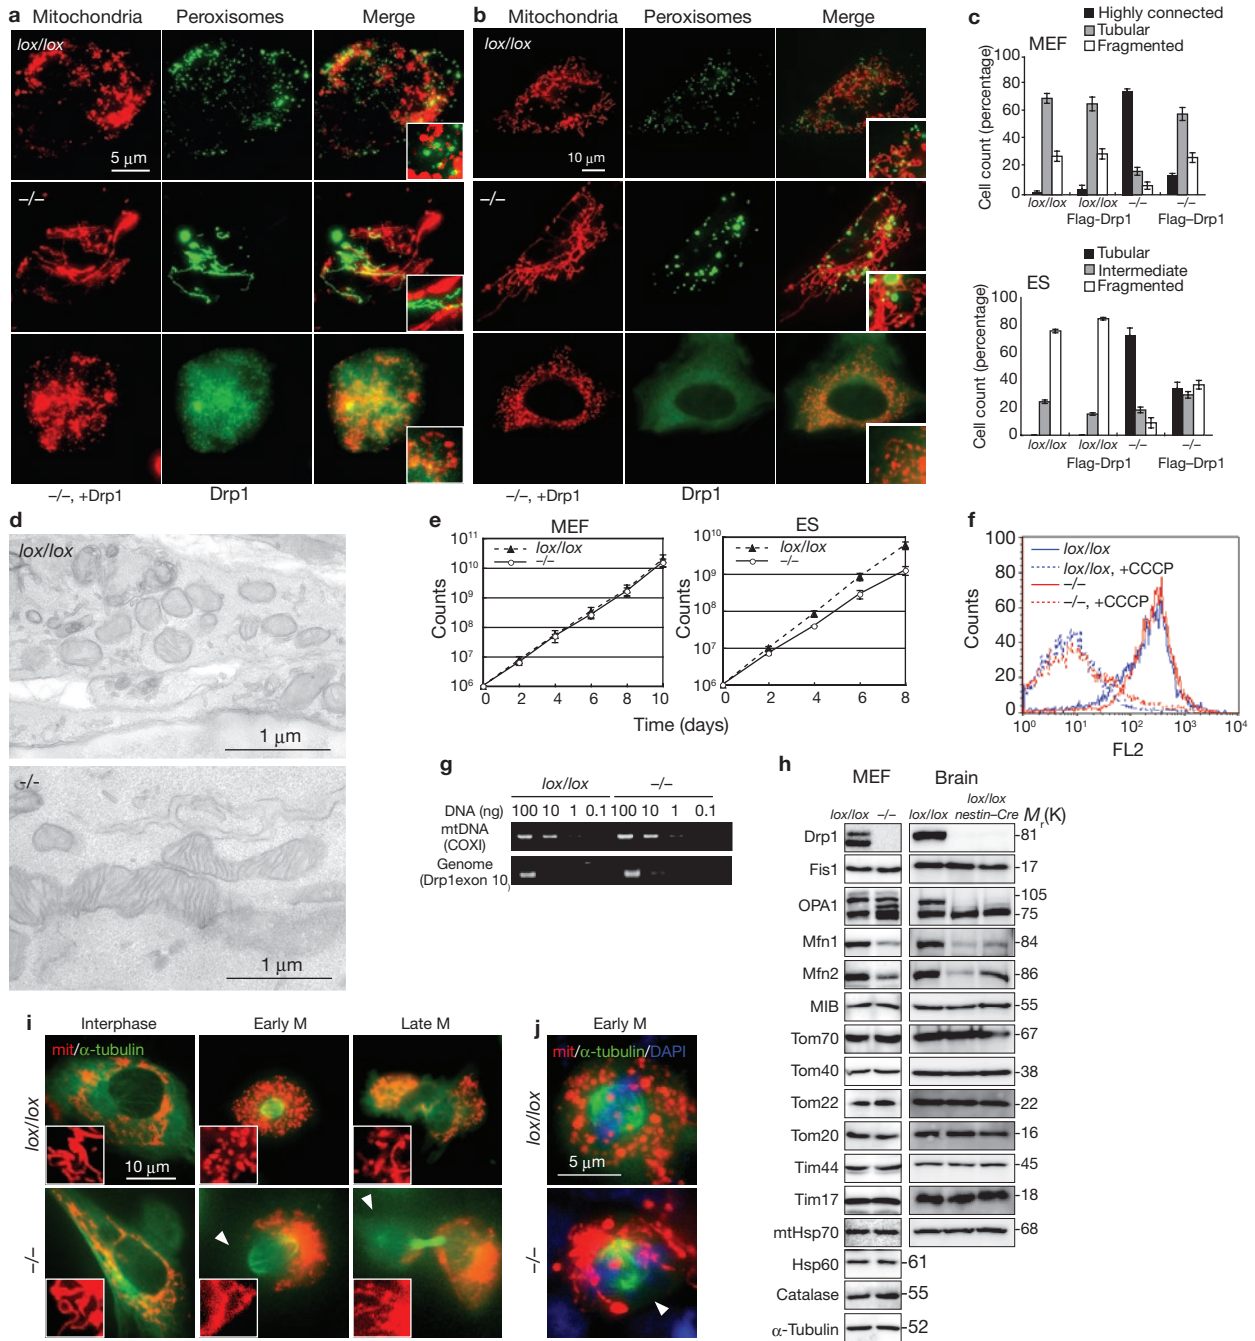 a Mitochondria Peroxisomes Merge
lox/lox
5 μm
–/–
–/–, +Drp1 Drp1
b Mitochondria Peroxisomes Merge
lox/lox
10 μm
–/–
–/–, +Drp1 Drp1
c
Highly connected
Tubular
Fragmented
MEF
Cell count (percentage)
100
80
60
40
20
0
lox/lox lox/lox –/– –/–
Flag-Drp1 Flag–Drp1
Tubular
Intermediate
Fragmented
ES
Cell count (percentage)
100
80
60
40
20
0
lox/lox lox/lox –/– –/–
Flag-Drp1 Flag–Drp1
d
lox/lox
1 μm
-/-
1 μm
e
MEF
lox/lox
–/–
Counts
10¹¹
10¹⁰
10⁹
10⁸
10⁷
10⁶
0 2 4 6 8 10
ES
lox/lox
–/–
Counts
10¹⁰
10⁹
10⁸
10⁷
10⁶
0 2 4 6 8
Time (days)
f
lox/lox
lox/lox, +CCCP
–/–
–/–, +CCCP
Counts
100
80
60
40
20
0
10⁰ 10¹ 10² 10³ 10⁴
FL2
g
lox/lox –/–
DNA (ng) 100 10 1 0.1 100 10 1 0.1
mtDNA
(COXI)
Genome
(Drp1exon 10)
h
MEF Brain
lox/lox –/– lox/lox lox/lox nestin–Cre Mr(K)
Drp1 81
Fis1 17
OPA1 105
75
Mfn1 84
Mfn2 86
MIB 55
Tom70 67
Tom40 38
Tom22 22
Tom20 16
Tim44 45
Tim17 18
mtHsp70 68
Hsp60 61
Catalase 55
α-Tubulin 52
i
Interphase Early M Late M
mit/α-tubulin
lox/lox
10 μm
–/–
j
Early M
mit/α-tubulin/DAPI
lox/lox
5 μm
–/–